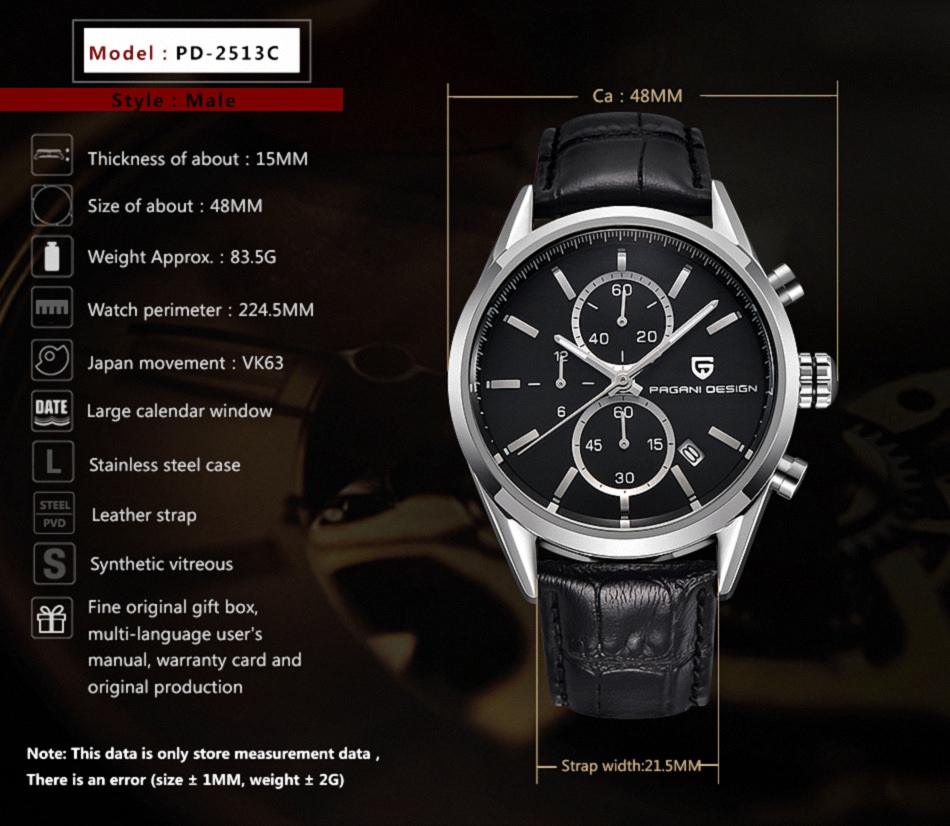 Model : PD-2513C
Style : Male
Ca : 48MM
Thickness of about : 15MM
Size of about : 48MM
Weight Approx. : 83.5G
Watch perimeter : 224.5MM
Japan movement : VK63
DATE
Large calendar window
L
Stainless steel case
STEEL
PVD
Leather strap
S
Synthetic vitreous
Fine original gift box,
multi-language user's
manual, warranty card and
original production
60
40 20
12
PAGANI DESIGN
6
60
45 15
30
Note: This data is only store measurement data ,
There is an error (size ± 1MM, weight ± 2G)
Strap width:21.5MM